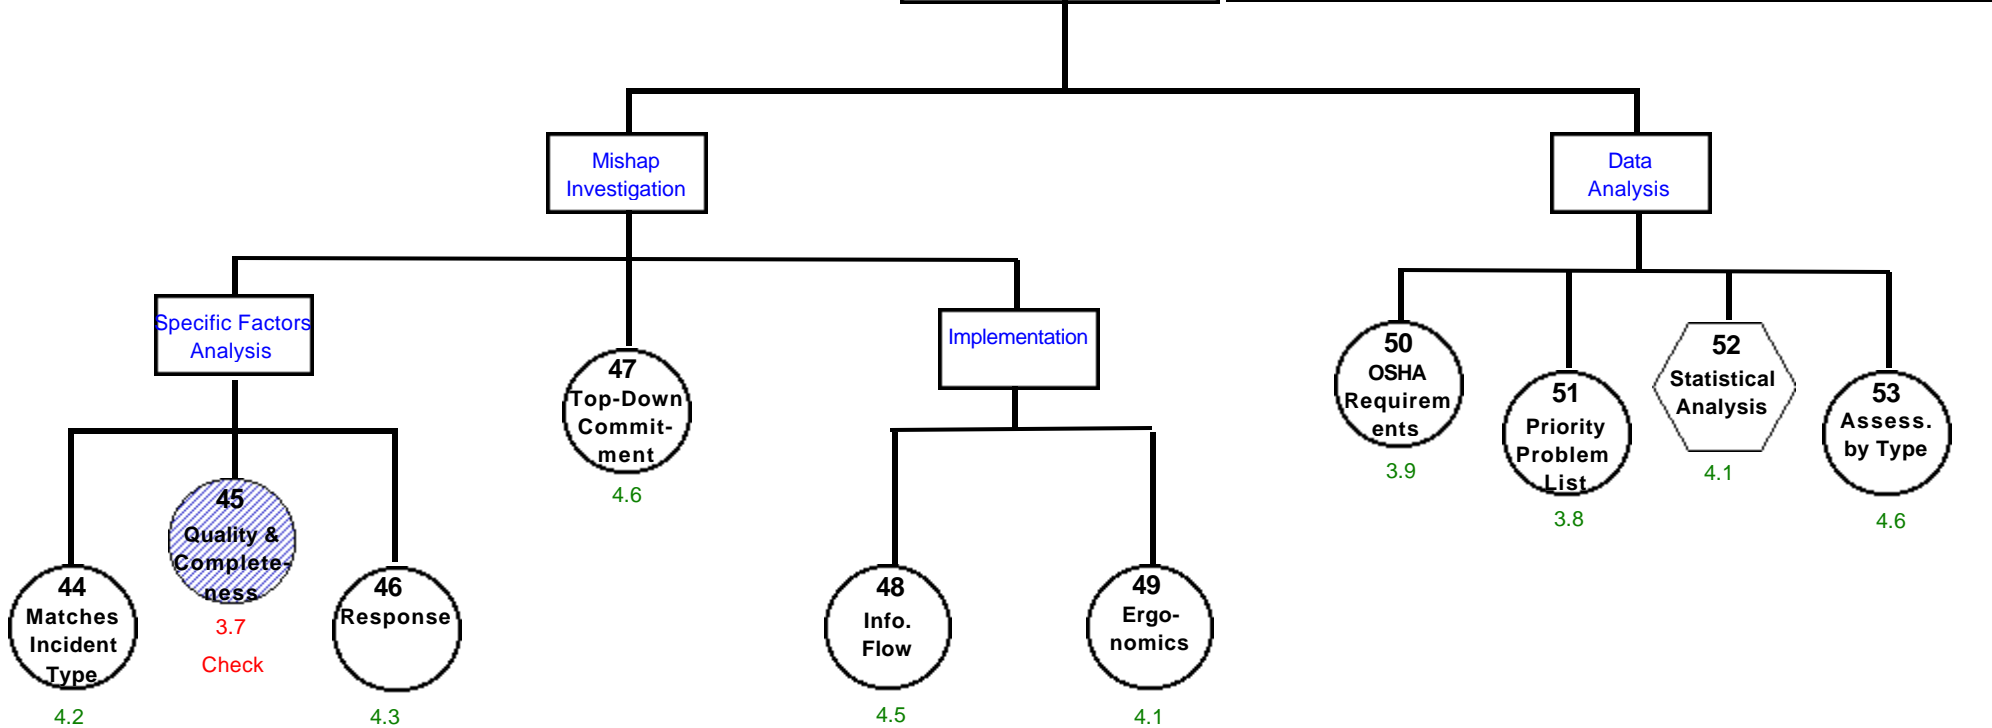 Mishap
Investigation
Data
Analysis
Specific Factors
Analysis
47
Top-Down
Commit-
ment
4.6
Implementation
50
OSHA
Requirem
ents
3.9
51
Priority
Problem
List
3.8
52
Statistical
Analysis
4.1
53
Assess.
by Type
4.6
44
Matches
Incident
Type
4.2
45
Quality &
Complete-
ness
3.7
Check
46
Response
4.3
48
Info.
Flow
4.5
49
Ergo-
nomics
4.1